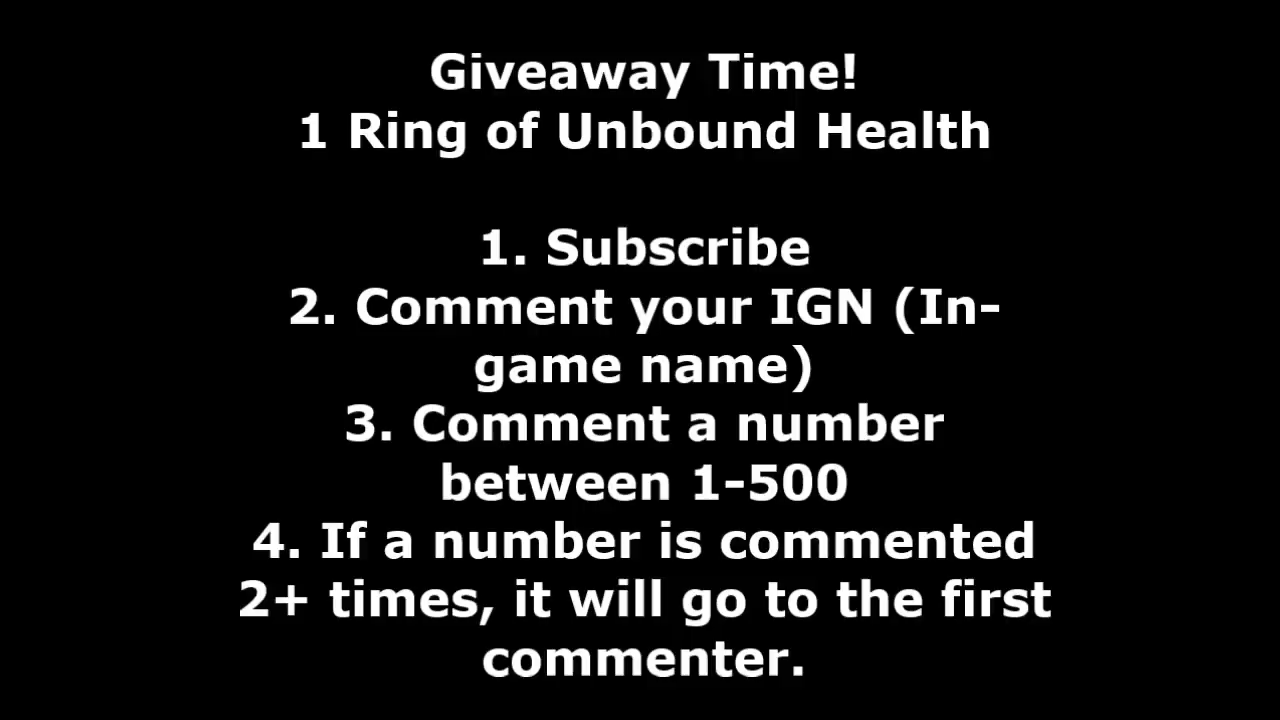 Giveaway Time!
1 Ring of Unbound Health
1. Subscribe
2. Comment your IGN (In-
game name)
3. Comment a number
between 1-500
4. If a number is commented
2+ times, it will go to the first
commenter.